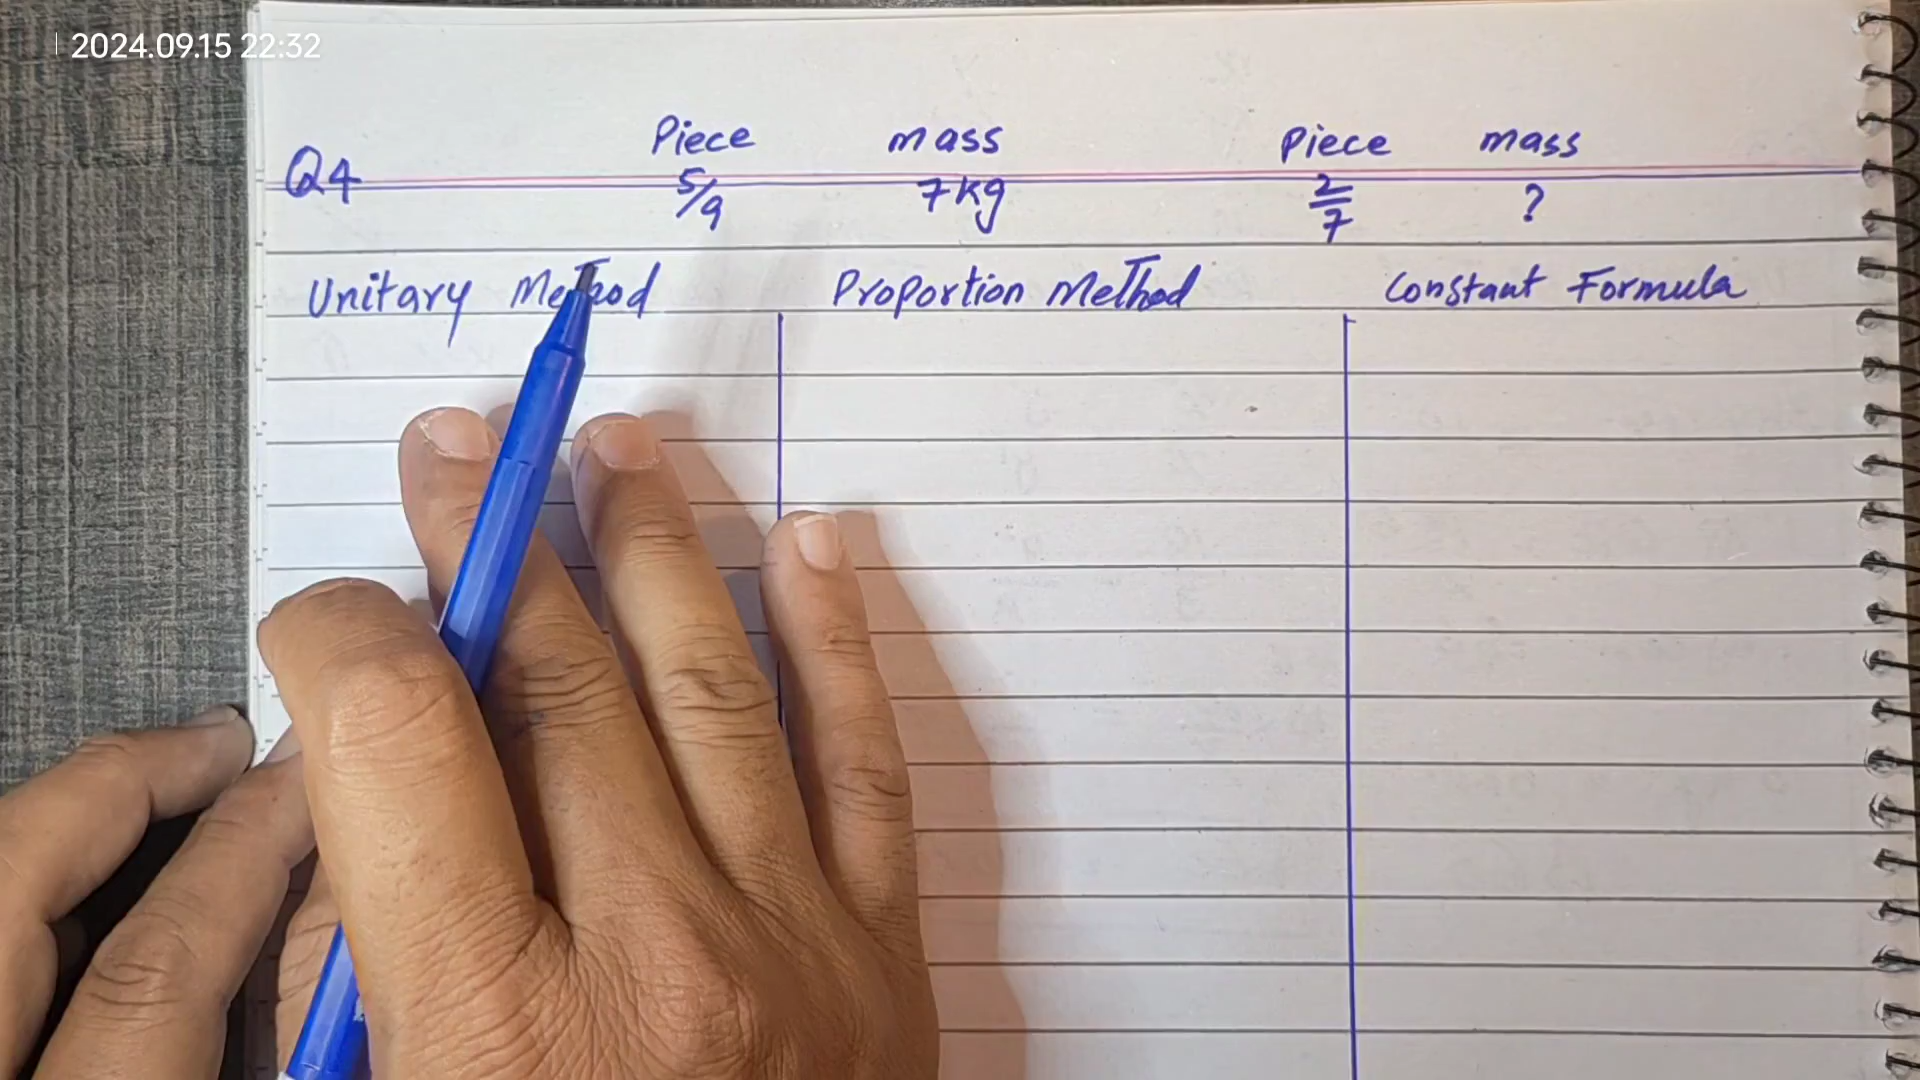 2024.09.15 22:32
Piece mass Piece mass
Q4 5/9 7kg 2/7 ?
Unitary Method Proportion Method Constant Formula